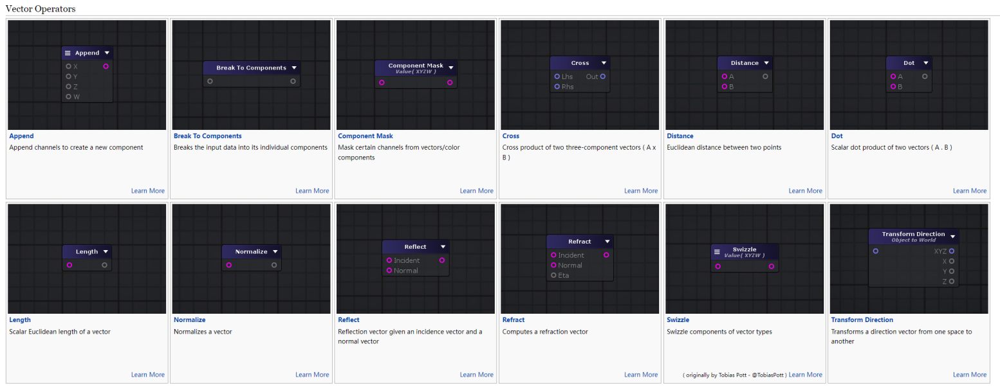 Vector Operators
Append
X
Y
Z
W
Append
Append channels to create a new component
Learn More
Break To Components
Break To Components
Breaks the input data into its individual components
Learn More
Component Mask
Value( XYZW )
Component Mask
Mask certain channels from vectors/color
components
Learn More
Cross
Lhs Out
Rhs
Cross
Cross product of two three-component vectors ( A x
B )
Learn More
Distance
A
B
Distance
Euclidean distance between two points
Learn More
Dot
A
B
Dot
Scalar dot product of two vectors ( A . B )
Learn More
Length
Length
Scalar Euclidean length of a vector
Learn More
Normalize
Normalize
Normalizes a vector
Learn More
Reflect
Incident
Normal
Reflect
Reflection vector given an incidence vector and a
normal vector
Learn More
Refract
Incident
Normal
Eta
Refract
Computes a refraction vector
Learn More
Swizzle
Value( XYZW )
Swizzle
Swizzle components of vector types
( originally by Tobias Pott - @TobiasPott ) Learn More
Transform Direction
Object to World
XYZ
X
Y
Z
Transform Direction
Transforms a direction vector from one space to
another
Learn More